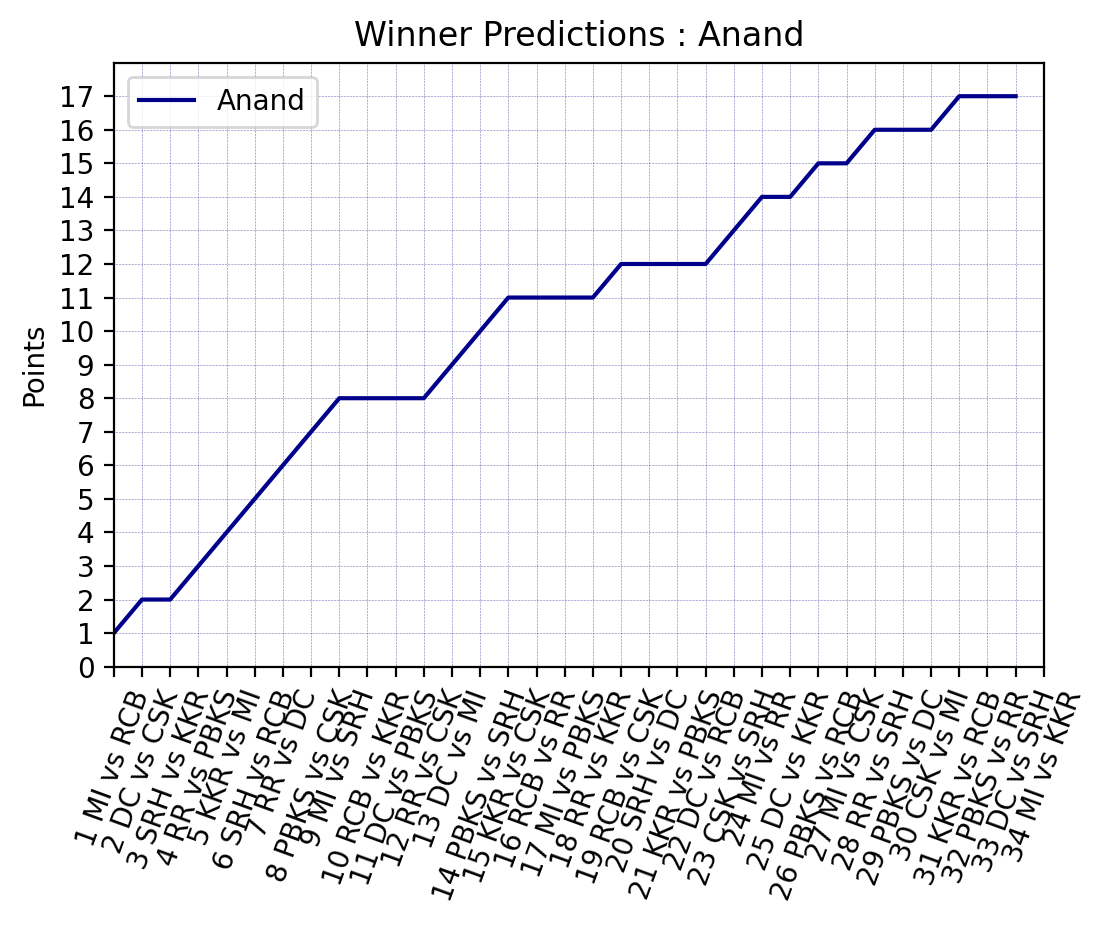 Winner Predictions : Anand
Anand
17
16
15
14
13
12
11
10
9
8
7
6
5
4
3
2
1
0
Points
1 MI vs RCB
2 DC vs CSK
3 SRH vs KKR
4 RR vs PBKS
5 KKR vs MI
6 SRH vs RCB
7 RR vs DC
8 PBKS vs CSK
9 MI vs SRH
10 RCB vs KKR
11 DC vs PBKS
12 RR vs CSK
13 DC vs MI
14 PBKS vs SRH
15 KKR vs CSK
16 RCB vs RR
17 MI vs PBKS
18 RR vs KKR
19 RCB vs CSK
20 SRH vs DC
21 KKR vs PBKS
22 DC vs RCB
23 CSK vs SRH
24 MI vs RR
25 DC vs KKR
26 PBKS vs RCB
27 MI vs CSK
28 RR vs SRH
29 PBKS vs DC
30 CSK vs MI
31 KKR vs RCB
32 PBKS vs RR
33 DC vs SRH
34 MI vs KKR